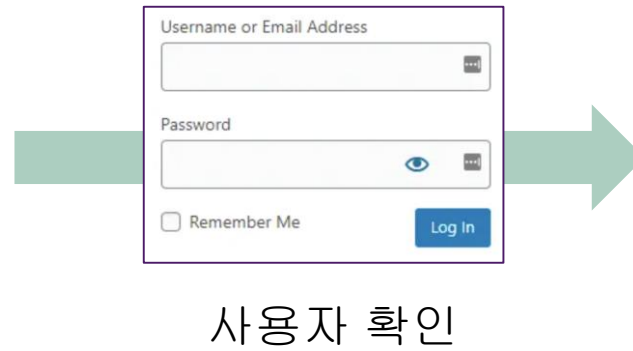 Username or Email Address
Password
Remember Me
Log In
사용자 확인